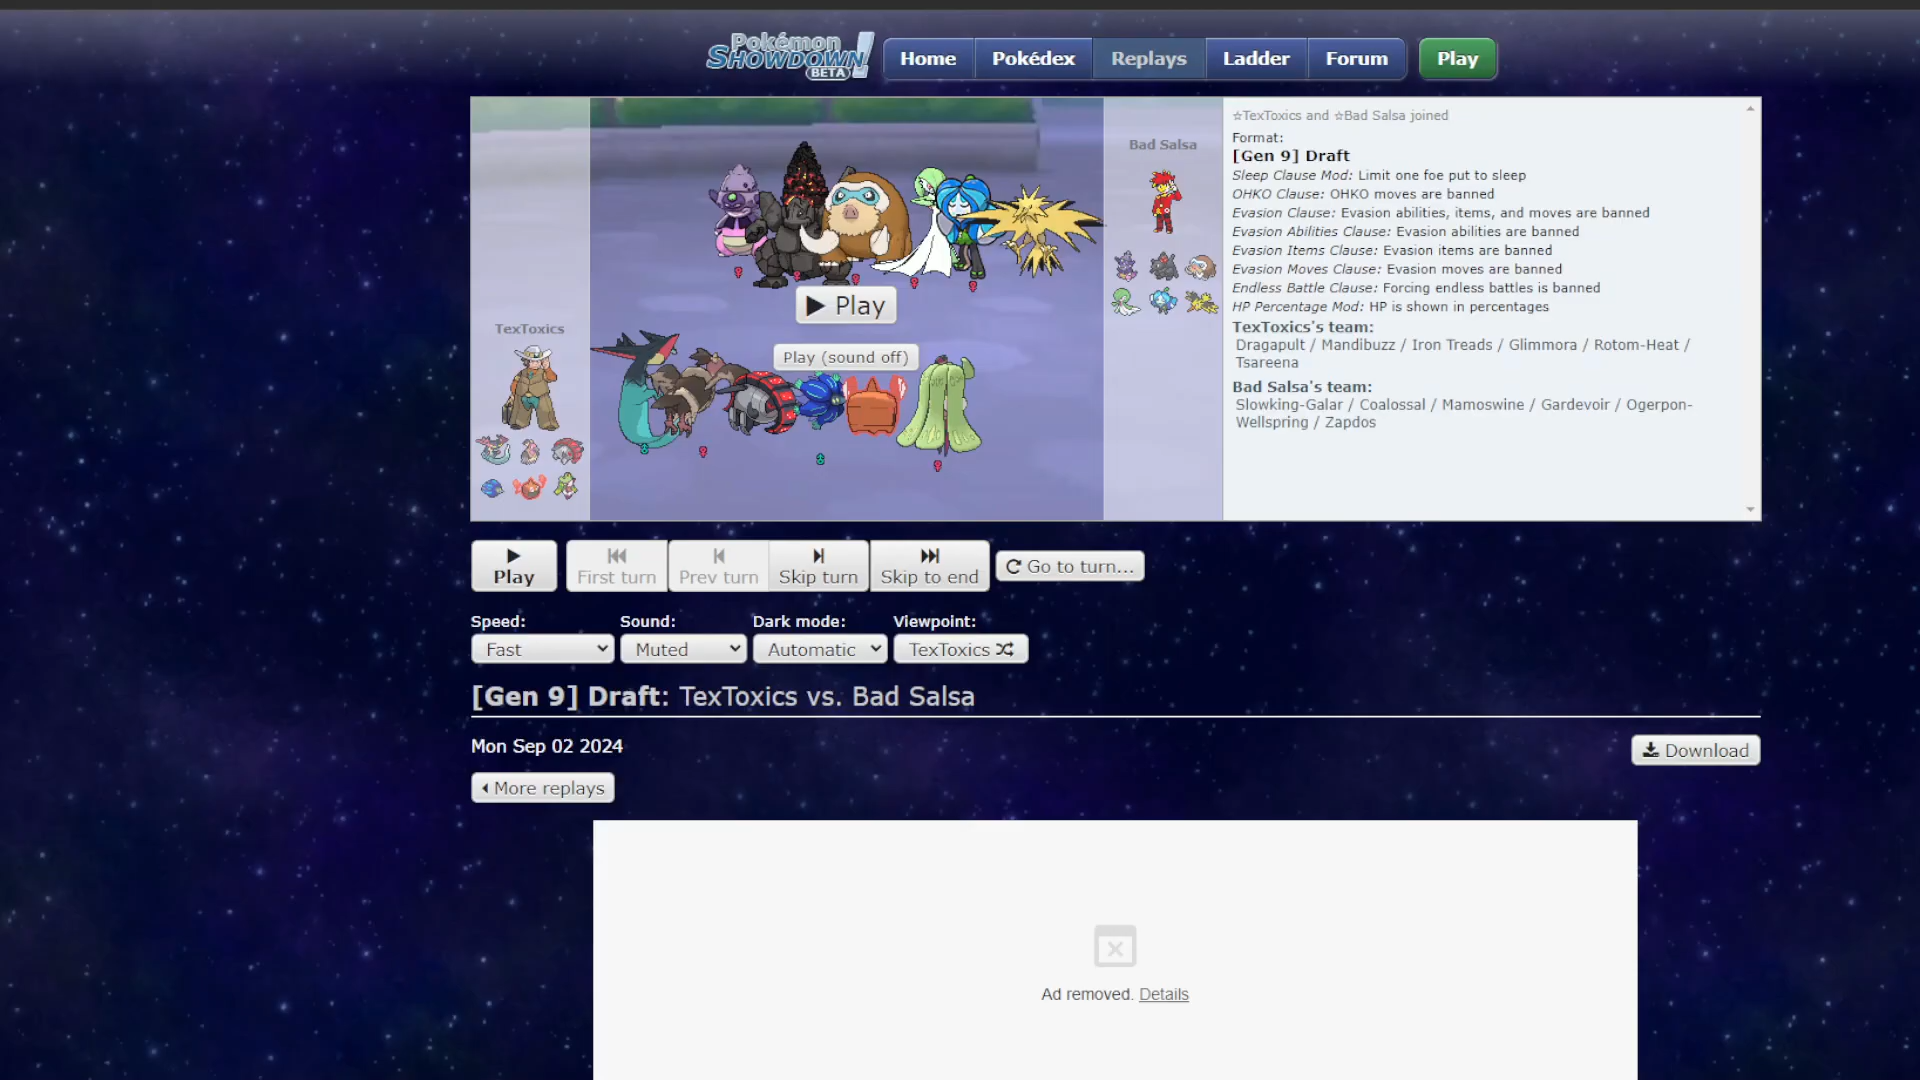 Pokémon
SHOWDOWN!
BETA
Home
Pokédex
Replays
Ladder
Forum
Play
TexToxics
Bad Salsa
▶ Play
Play (sound off)
☆TexToxics and ☆Bad Salsa joined
Format:
[Gen 9] Draft
Sleep Clause Mod: Limit one foe put to sleep
OHKO Clause: OHKO moves are banned
Evasion Clause: Evasion abilities, items, and moves are banned
Evasion Abilities Clause: Evasion abilities are banned
Evasion Items Clause: Evasion items are banned
Evasion Moves Clause: Evasion moves are banned
Endless Battle Clause: Forcing endless battles is banned
HP Percentage Mod: HP is shown in percentages
TexToxics's team:
Dragapult / Mandibuzz / Iron Treads / Glimmora / Rotom-Heat /
Tsareena
Bad Salsa's team:
Slowking-Galar / Coalossal / Mamoswine / Gardevoir / Ogerpon-
Wellspring / Zapdos
Play
First turn
Prev turn
Skip turn
Skip to end
Go to turn...
Speed:
Sound:
Dark mode:
Viewpoint:
Fast
Muted
Automatic
TexToxics
[Gen 9] Draft: TexToxics vs. Bad Salsa
Mon Sep 02 2024
Download
More replays
Ad removed. Details